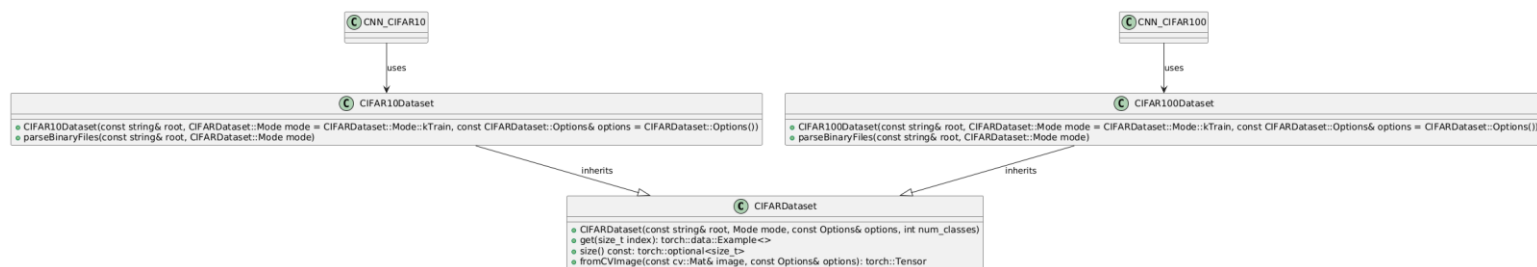 C CNN_CIFAR10
C CNN_CIFAR100
uses
uses
C CIFAR10Dataset
CIFAR10Dataset(const string& root, CIFARDataset::Mode mode = CIFARDataset::Mode::kTrain, const CIFARDataset::Options& options = CIFARDataset::Options())
parseBinaryFiles(const string& root, CIFARDataset::Mode mode)
C CIFAR100Dataset
CIFAR100Dataset(const string& root, CIFARDataset::Mode mode = CIFARDataset::Mode::kTrain, const CIFARDataset::Options& options = CIFARDataset::Options())
parseBinaryFiles(const string& root, CIFARDataset::Mode mode)
inherits
inherits
C CIFARDataset
CIFARDataset(const string& root, Mode mode, const Options& options, int num_classes)
get(size_t index): torch::data::Example<>
size() const: torch::optional<size_t>
fromCVImage(const cv::Mat& image, const Options& options): torch::Tensor